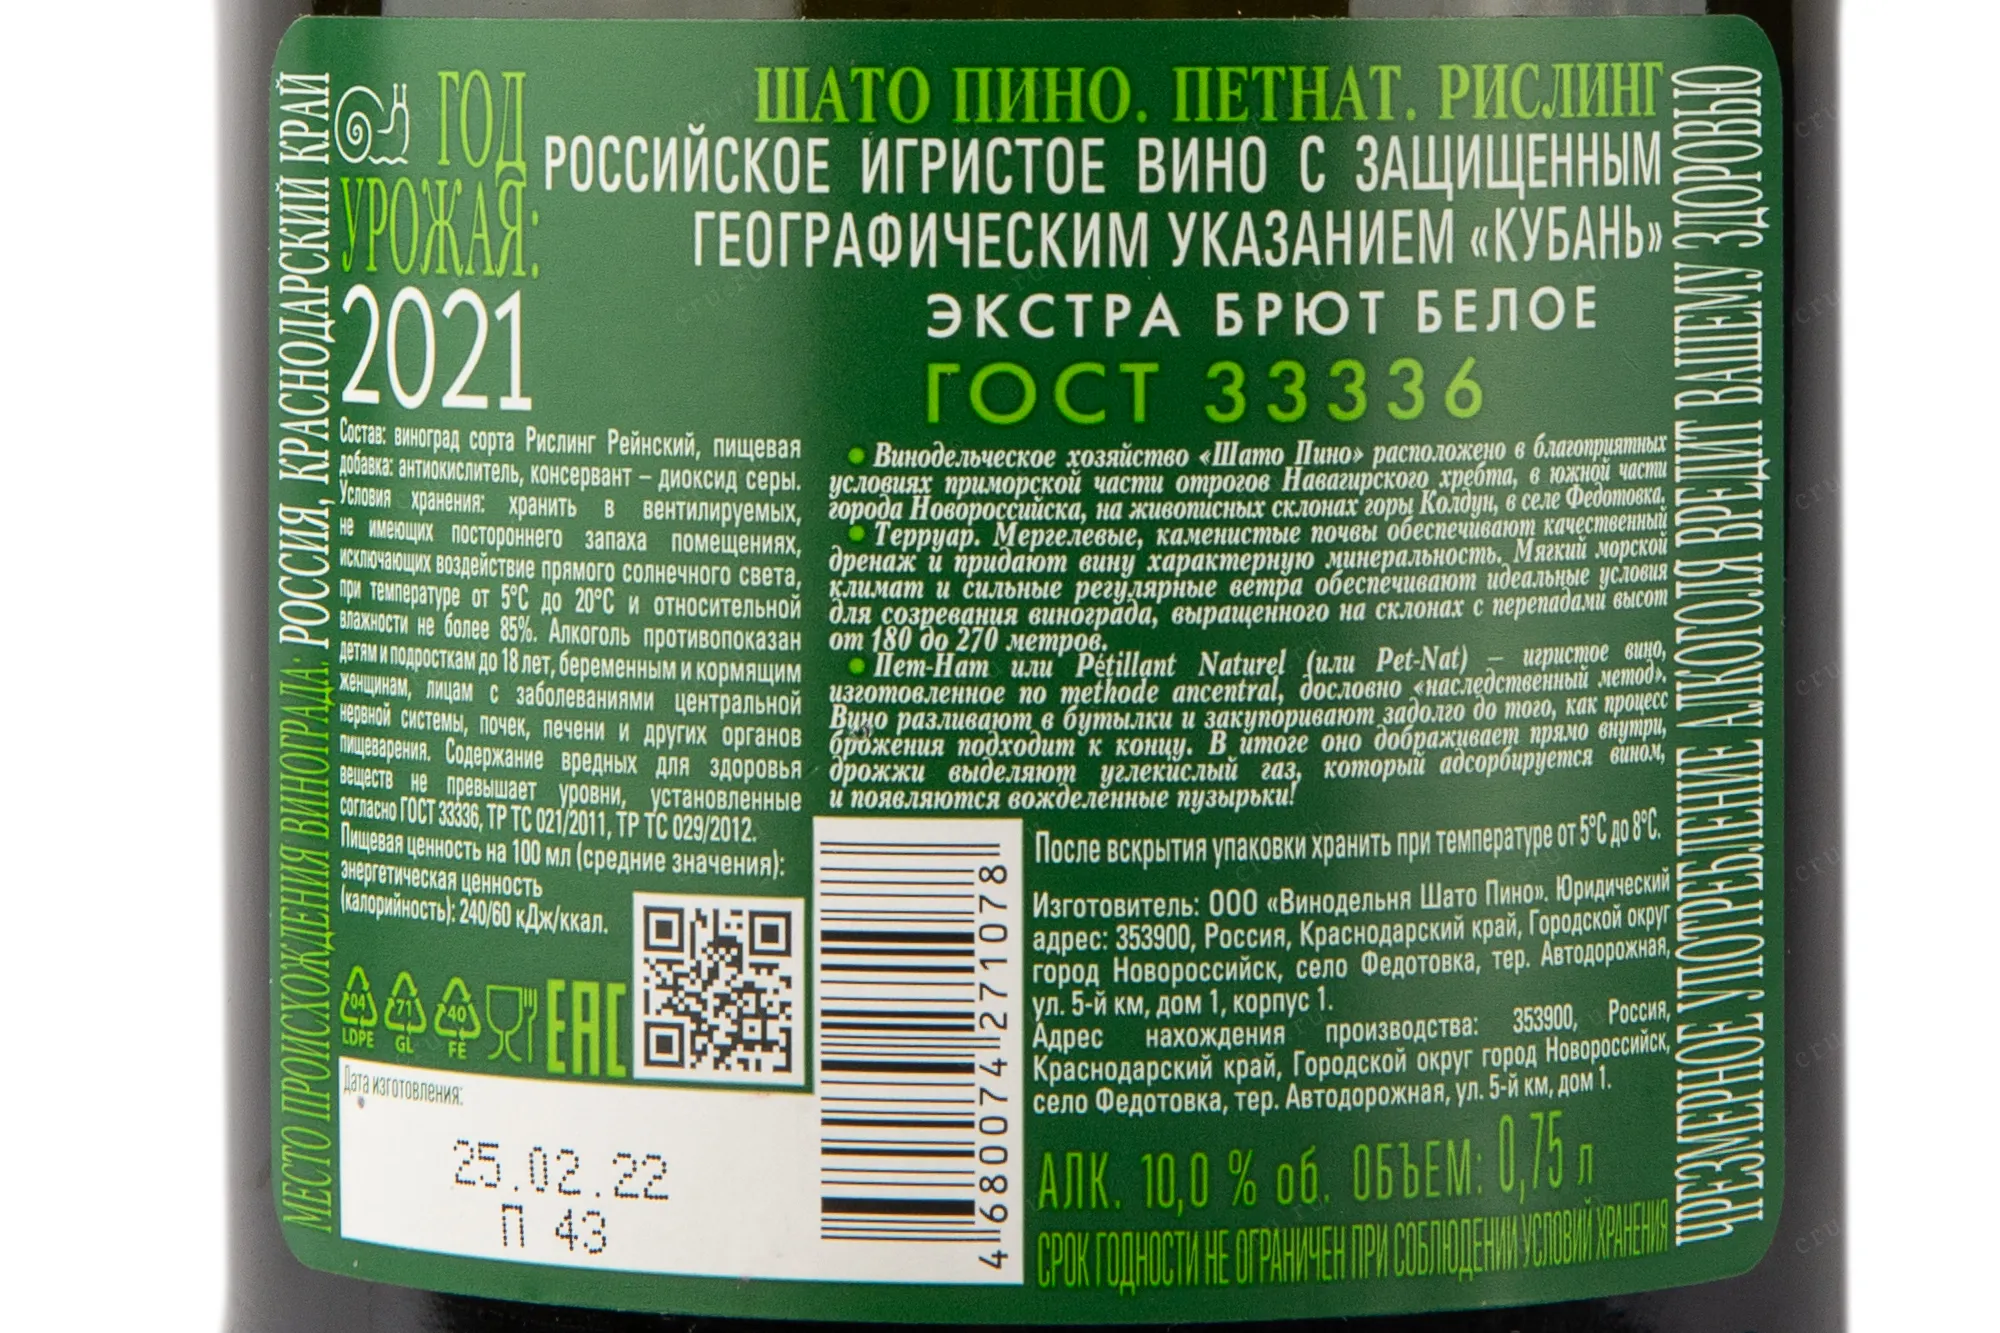 МЕСТО ПРОИСХОЖДЕНИЯ ВИНОГРАДА: РОССИЯ, КРАСНОДАРСКИЙ КРАЙ
ГОД
УРОЖАЯ:
2021
ШАТО ПИНО. ПЕТНАТ. РИСЛИНГ
РОССИЙСКОЕ ИГРИСТОЕ ВИНО С ЗАЩИЩЕННЫМ
ГЕОГРАФИЧЕСКИМ УКАЗАНИЕМ «КУБАНЬ»
ЭКСТРА БРЮТ БЕЛОЕ
ГОСТ 33336
Состав: виноград сорта Рислинг Рейнский, пищевая
добавка: антиокислитель, консервант – диоксид серы.
Условия хранения: хранить в вентилируемых,
не имеющих постороннего запаха помещениях,
исключающих воздействие прямого солнечного света,
при температуре от 5°C до 20°C и относительной
влажности не более 85%. Алкоголь противопоказан
детям и подросткам до 18 лет, беременным и кормящим
женщинам, лицам с заболеваниями центральной
нервной системы, почек, печени и других органов
пищеварения. Содержание вредных для здоровья
веществ не превышает уровни, установленные
согласно ГОСТ 33336, ТР ТС 021/2011, ТР ТС 029/2012.
Пищевая ценность на 100 мл (средние значения):
энергетическая ценность
(калорийность): 240/60 кДж/ккал.
04
LDPE
71
GL
40
FE
EAC
Дата изготовления:
25.02.22
П 43
• Винодельческое хозяйство «Шато Пино» расположено в благоприятных
условиях приморской части отрогов Навагирского хребта, в южной части
города Новороссийска, на живописных склонах горы Колдун, в селе Федотовка.
• Терруар. Мергелевые, каменистые почвы обеспечивают качественный
дренаж и придают вину характерную минеральность. Мягкий морской
климат и сильные регулярные ветра обеспечивают идеальные условия
для созревания винограда, выращенного на склонах с перепадами высот
от 180 до 270 метров.
• Пет-Нат или Pétillant Naturel (или Pet-Nat) – игристое вино,
изготовленное по methode ancentral, дословно «наследственный метод».
Вино разливают в бутылки и закупоривают задолго до того, как процесс
брожения подходит к концу. В итоге оно дображивает прямо внутри,
дрожжи выделяют углекислый газ, который адсорбируется вином,
и появляются вожделенные пузырьки!
4 680074 271078
После вскрытия упаковки хранить при температуре от 5°C до 8°C.
Изготовитель: ООО «Винодельня Шато Пино». Юридический
адрес: 353900, Россия, Краснодарский край, Городской округ
город Новороссийск, село Федотовка, тер. Автодорожная,
ул. 5-й км, дом 1, корпус 1.
Адрес нахождения производства: 353900, Россия,
Краснодарский край, Городской округ город Новороссийск,
село Федотовка, тер. Автодорожная, ул. 5-й км, дом 1.
АЛК. 10,0 % об. ОБЪЕМ: 0,75 л
СРОК ГОДНОСТИ НЕ ОГРАНИЧЕН ПРИ СОБЛЮДЕНИИ УСЛОВИЙ ХРАНЕНИЯ
ЧРЕЗМЕРНОЕ УПОТРЕБЛЕНИЕ АЛКОГОЛЯ ВРЕДИТ ВАШЕМУ ЗДОРОВЬЮ